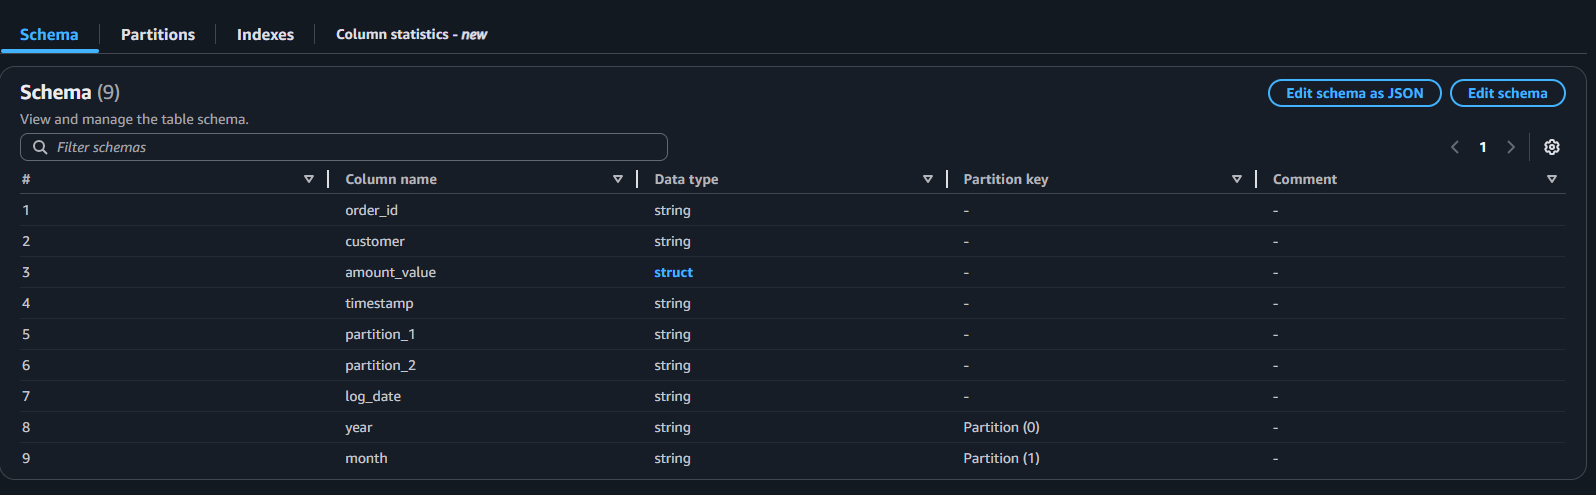 Schema Partitions Indexes Column statistics - new
Schema (9) Edit schema as JSON Edit schema
View and manage the table schema.
Filter schemas 1
# Column name Data type Partition key Comment
1 order_id string - -
2 customer string - -
3 amount_value struct - -
4 timestamp string - -
5 partition_1 string - -
6 partition_2 string - -
7 log_date string - -
8 year string Partition (0) -
9 month string Partition (1) -